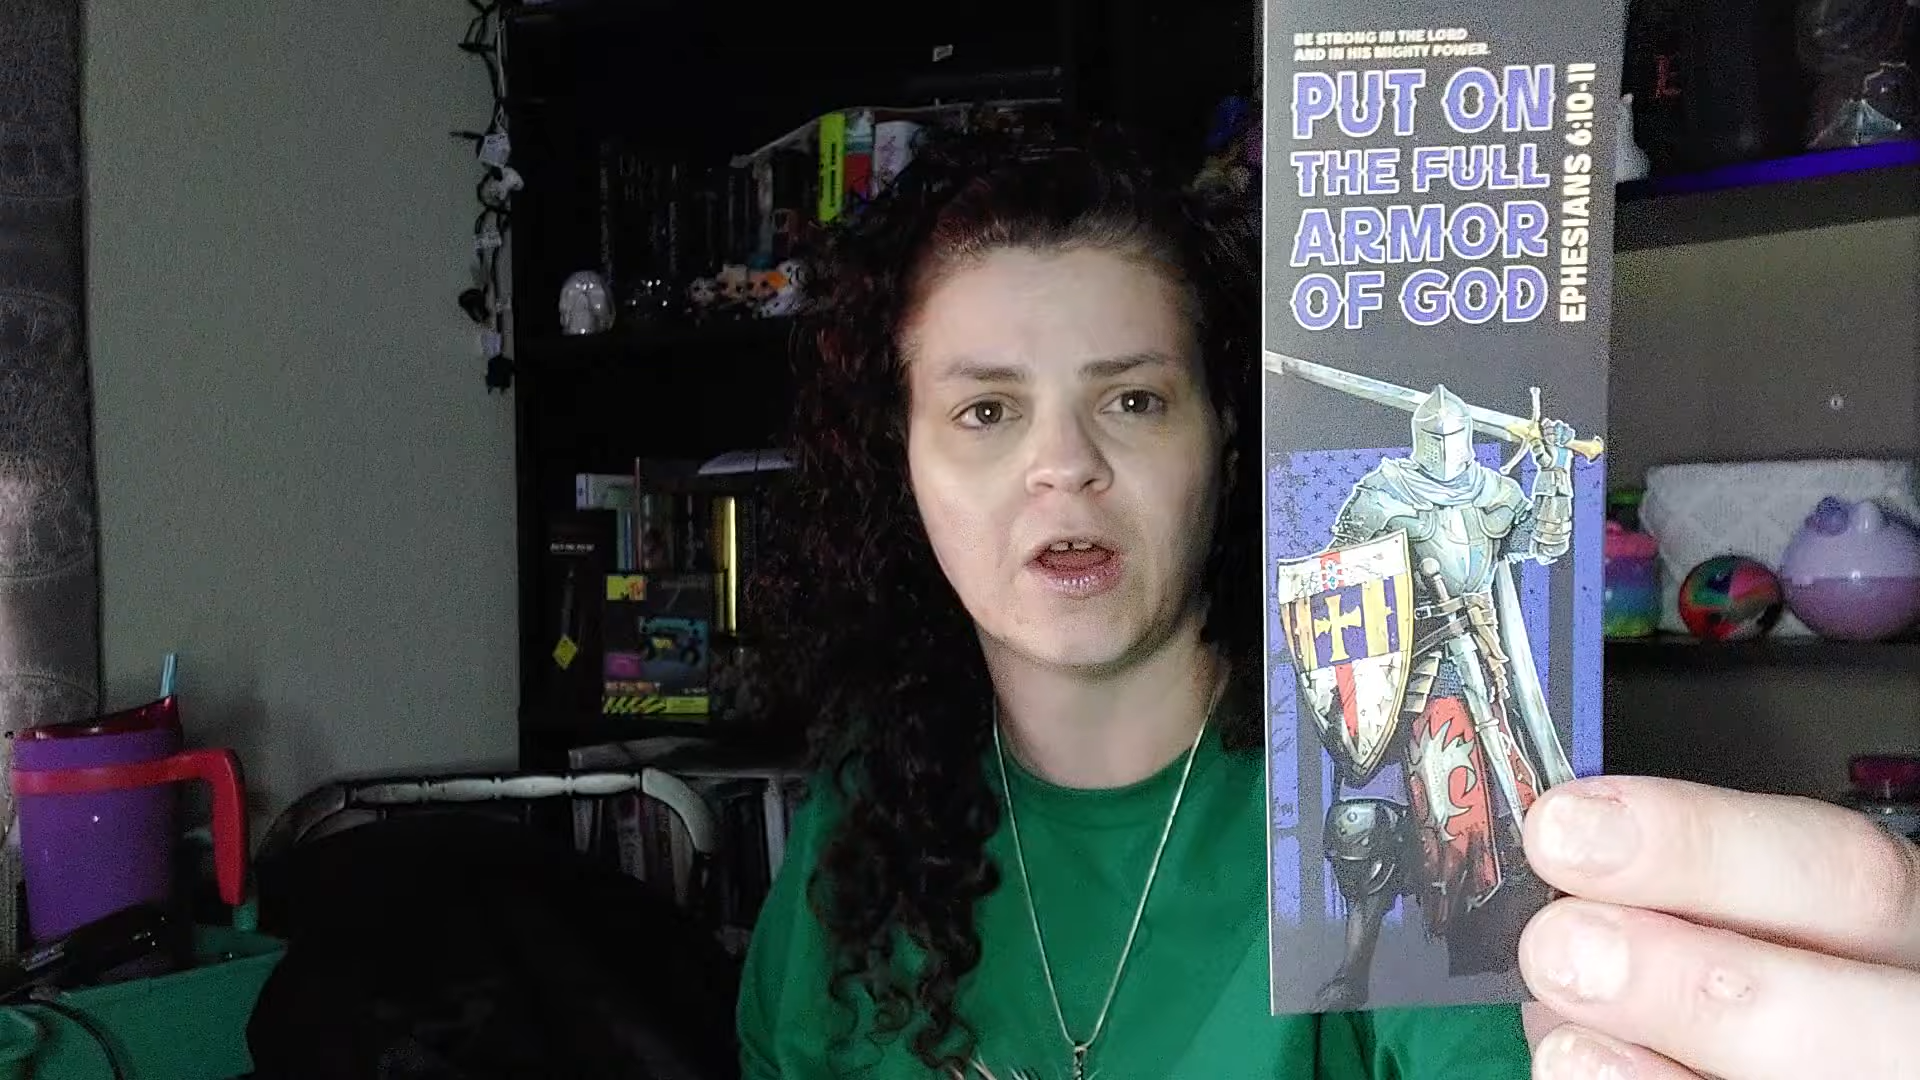 BE STRONG IN THE LORD
AND IN HIS MIGHTY POWER.
PUT ON
THE FULL
ARMOR
OF GOD
EPHESIANS 6:10-11
MTV